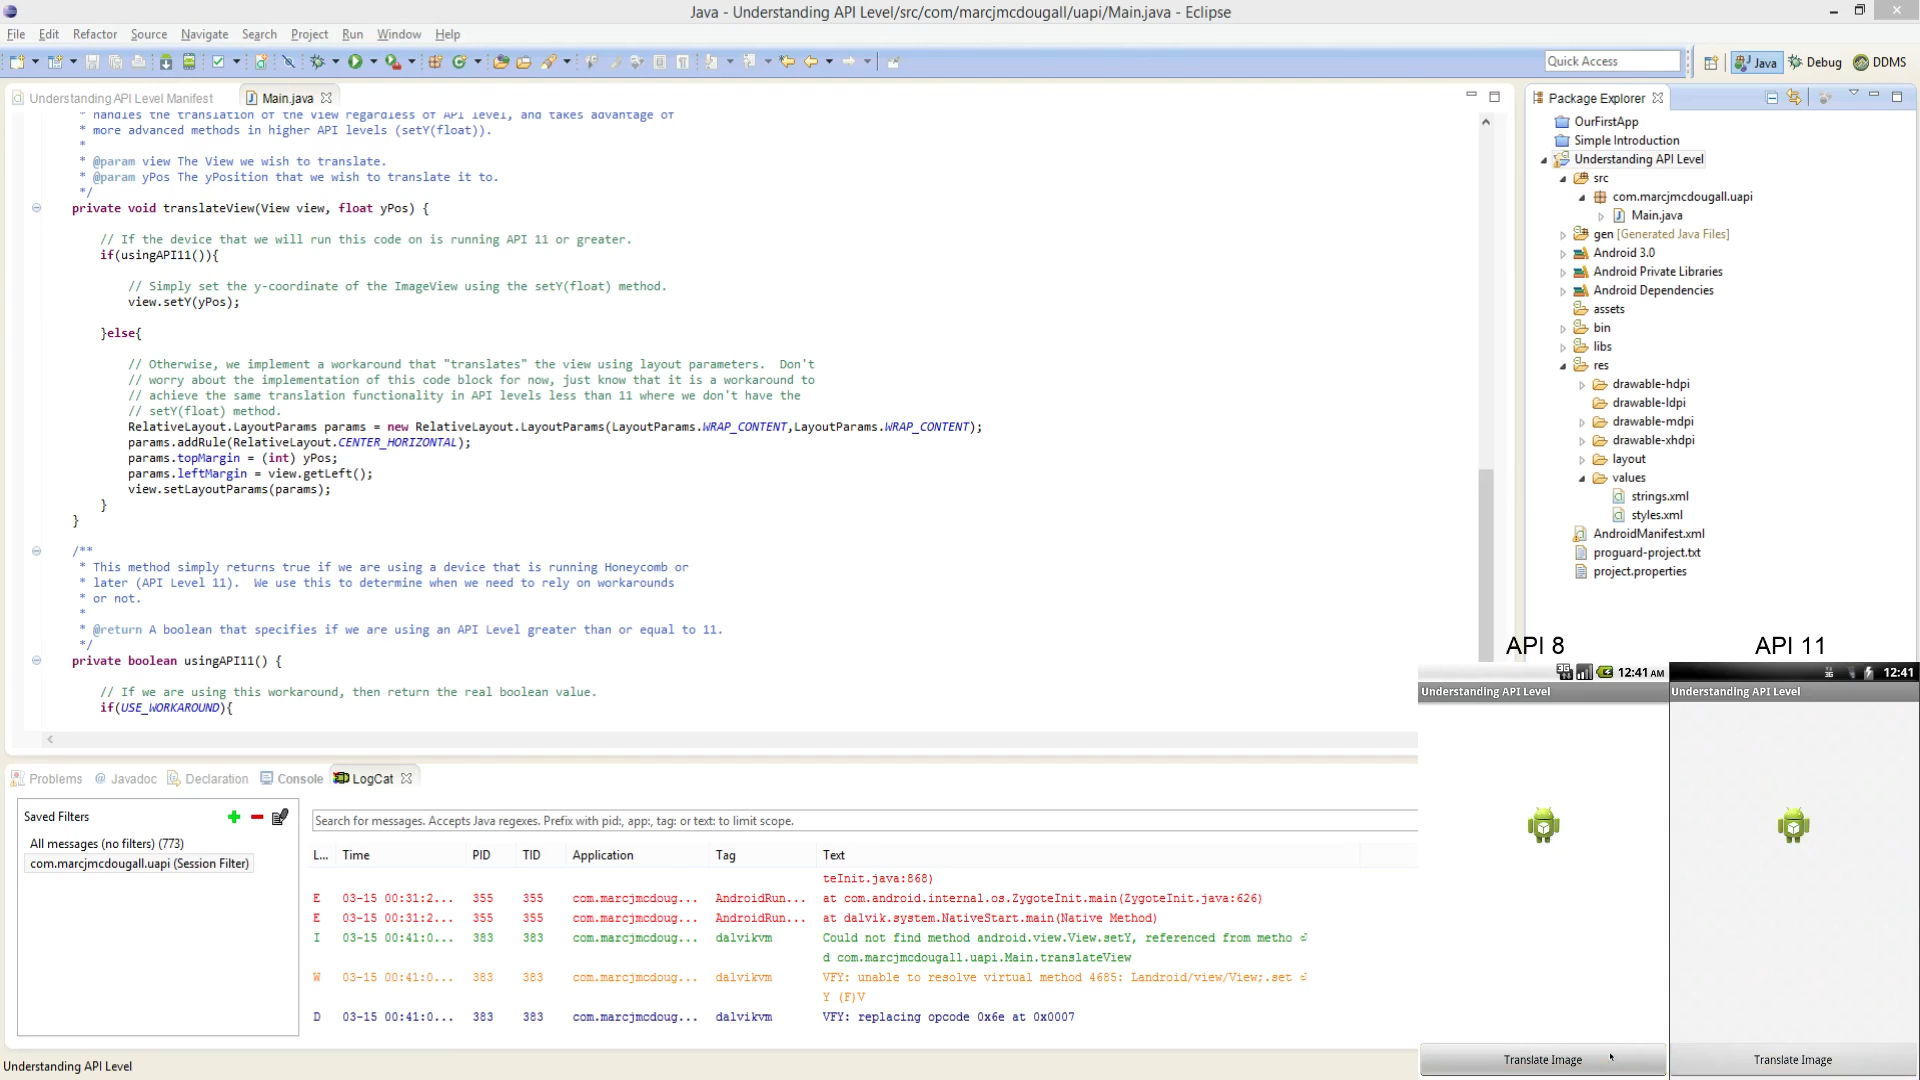 Java - Understanding API Level/src/com/marcjmcdougall/uapi/Main.java - Eclipse
File Edit Refactor Source Navigate Search Project Run Window Help
Quick Access
Java Debug DDMS
Understanding API Level Manifest
Main.java
* handles the translation of the View regardless of API level, and takes advantage of
* more advanced methods in higher API levels (setY(float)).
*
* @param view The View we wish to translate.
* @param yPos The yPosition that we wish to translate it to.
*/
private void translateView(View view, float yPos) {
// If the device that we will run this code on is running API 11 or greater.
if(usingAPI11()){
// Simply set the y-coordinate of the ImageView using the setY(float) method.
view.setY(yPos);
}else{
// Otherwise, we implement a workaround that "translates" the view using layout parameters.  Don't
// worry about the implementation of this code block for now, just know that it is a workaround to
// achieve the same translation functionality in API levels less than 11 where we don't have the
// setY(float) method.
RelativeLayout.LayoutParams params = new RelativeLayout.LayoutParams(LayoutParams.WRAP_CONTENT,LayoutParams.WRAP_CONTENT);
params.addRule(RelativeLayout.CENTER_HORIZONTAL);
params.topMargin = (int) yPos;
params.leftMargin = view.getLeft();
view.setLayoutParams(params);
}
}
/**
* This method simply returns true if we are using a device that is running Honeycomb or
* later (API Level 11).  We use this to determine when we need to rely on workarounds
* or not.
*
* @return A boolean that specifies if we are using an API Level greater than or equal to 11.
*/
private boolean usingAPI11() {
// If we are using this workaround, then return the real boolean value.
if(USE_WORKAROUND){
Package Explorer
OurFirstApp
Simple Introduction
Understanding API Level
src
com.marcjmcdougall.uapi
Main.java
gen [Generated Java Files]
Android 3.0
Android Private Libraries
Android Dependencies
assets
bin
libs
res
drawable-hdpi
drawable-ldpi
drawable-mdpi
drawable-xhdpi
layout
values
strings.xml
styles.xml
AndroidManifest.xml
proguard-project.txt
project.properties
API 8 API 11
12:41 AM
12:41
Understanding API Level
Understanding API Level
Translate Image
Translate Image
Problems Javadoc Declaration Console LogCat
Saved Filters
All messages (no filters) (773)
com.marcjmcdougall.uapi (Session Filter)
Search for messages. Accepts Java regexes. Prefix with pid:, app:, tag: or text: to limit scope.
L... Time PID TID Application Tag Text
teInit.java:868)
E 03-15 00:31:2... 355 355 com.marcjmcdoug... AndroidRun... at com.android.internal.os.ZygoteInit.main(ZygoteInit.java:626)
E 03-15 00:31:2... 355 355 com.marcjmcdoug... AndroidRun... at dalvik.system.NativeStart.main(Native Method)
I 03-15 00:41:0... 383 383 com.marcjmcdoug... dalvikvm Could not find method android.view.View.setY, referenced from metho
d com.marcjmcdougall.uapi.Main.translateView
W 03-15 00:41:0... 383 383 com.marcjmcdoug... dalvikvm VFY: unable to resolve virtual method 4685: Landroid/view/View;.set
Y (F)V
D 03-15 00:41:0... 383 383 com.marcjmcdoug... dalvikvm VFY: replacing opcode 0x6e at 0x0007
Understanding API Level